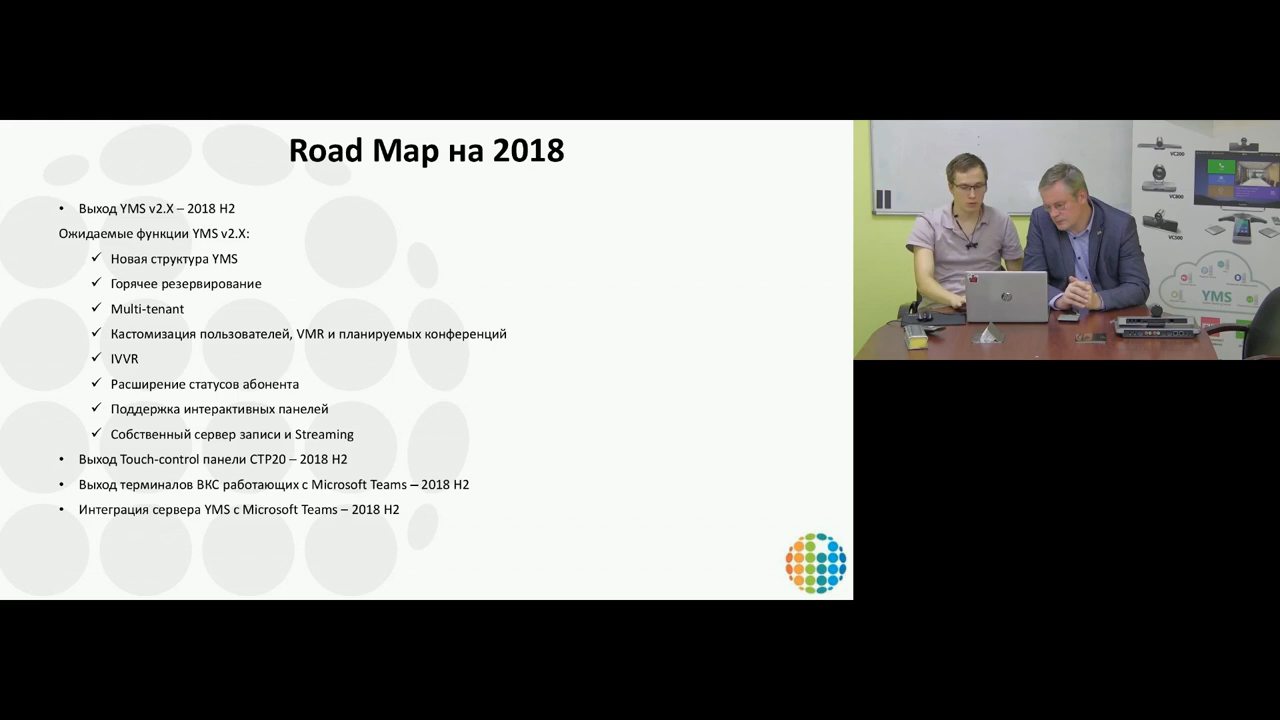 Road Map на 2018
• Выход YMS v2.X – 2018 H2
Ожидаемые функции YMS v2.X:
✓ Новая структура YMS
✓ Горячее резервирование
✓ Multi-tenant
✓ Кастомизация пользователей, VMR и планируемых конференций
✓ IVVR
✓ Расширение статусов абонента
✓ Поддержка интерактивных панелей
✓ Собственный сервер записи и Streaming
• Выход Touch-control панели CTP20 – 2018 H2
• Выход терминалов ВКС работающих с Microsoft Teams – 2018 H2
• Интеграция сервера YMS с Microsoft Teams – 2018 H2
VC200
VC800
VC500
YMS